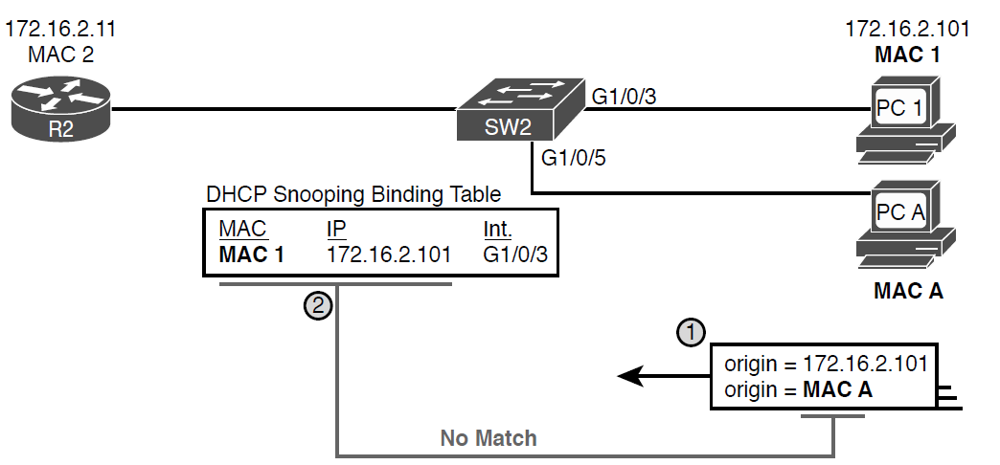 172.16.2.11
MAC 2
R2
SW2
G1/0/3
G1/0/5
172.16.2.101
MAC 1
PC 1
PC A
MAC A
DHCP Snooping Binding Table
MAC IP Int.
MAC 1 172.16.2.101 G1/0/3
2
1
origin = 172.16.2.101
origin = MAC A
No Match